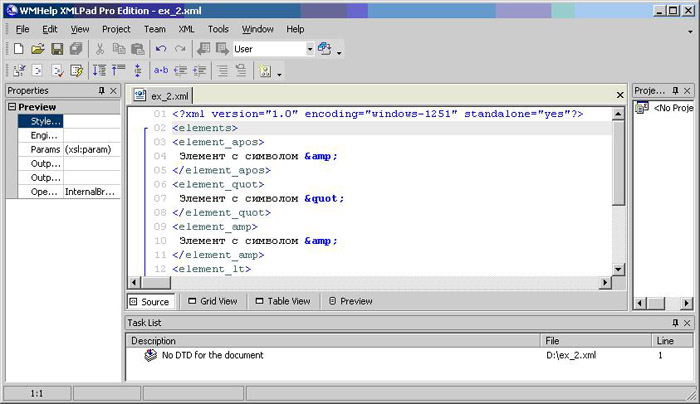 WMHelp XMLPad Pro Edition - ex_2.xml
File Edit View Project Team XML Tools Window Help
User
Properties
Preview
Style...
Engi...
Params (xsl:param)
Outp...
Outp...
Ope... InternalBr...
ex_2.xml
01 <?xml version="1.0" encoding="windows-1251" standalone="yes"?>
02 <elements>
03 <element_apos>
04 Элемент с символом &amp;
05 </element_apos>
06 <element_quot>
07 Элемент с символом &quot;
08 </element_quot>
09 <element_amp>
10 Элемент с символом &amp;
11 </element_amp>
12 <element_lt>
Source Grid View Table View Preview
Proje...
<No Proje
Task List
Description File Line
No DTD for the document D:\ex_2.xml 1
1:1